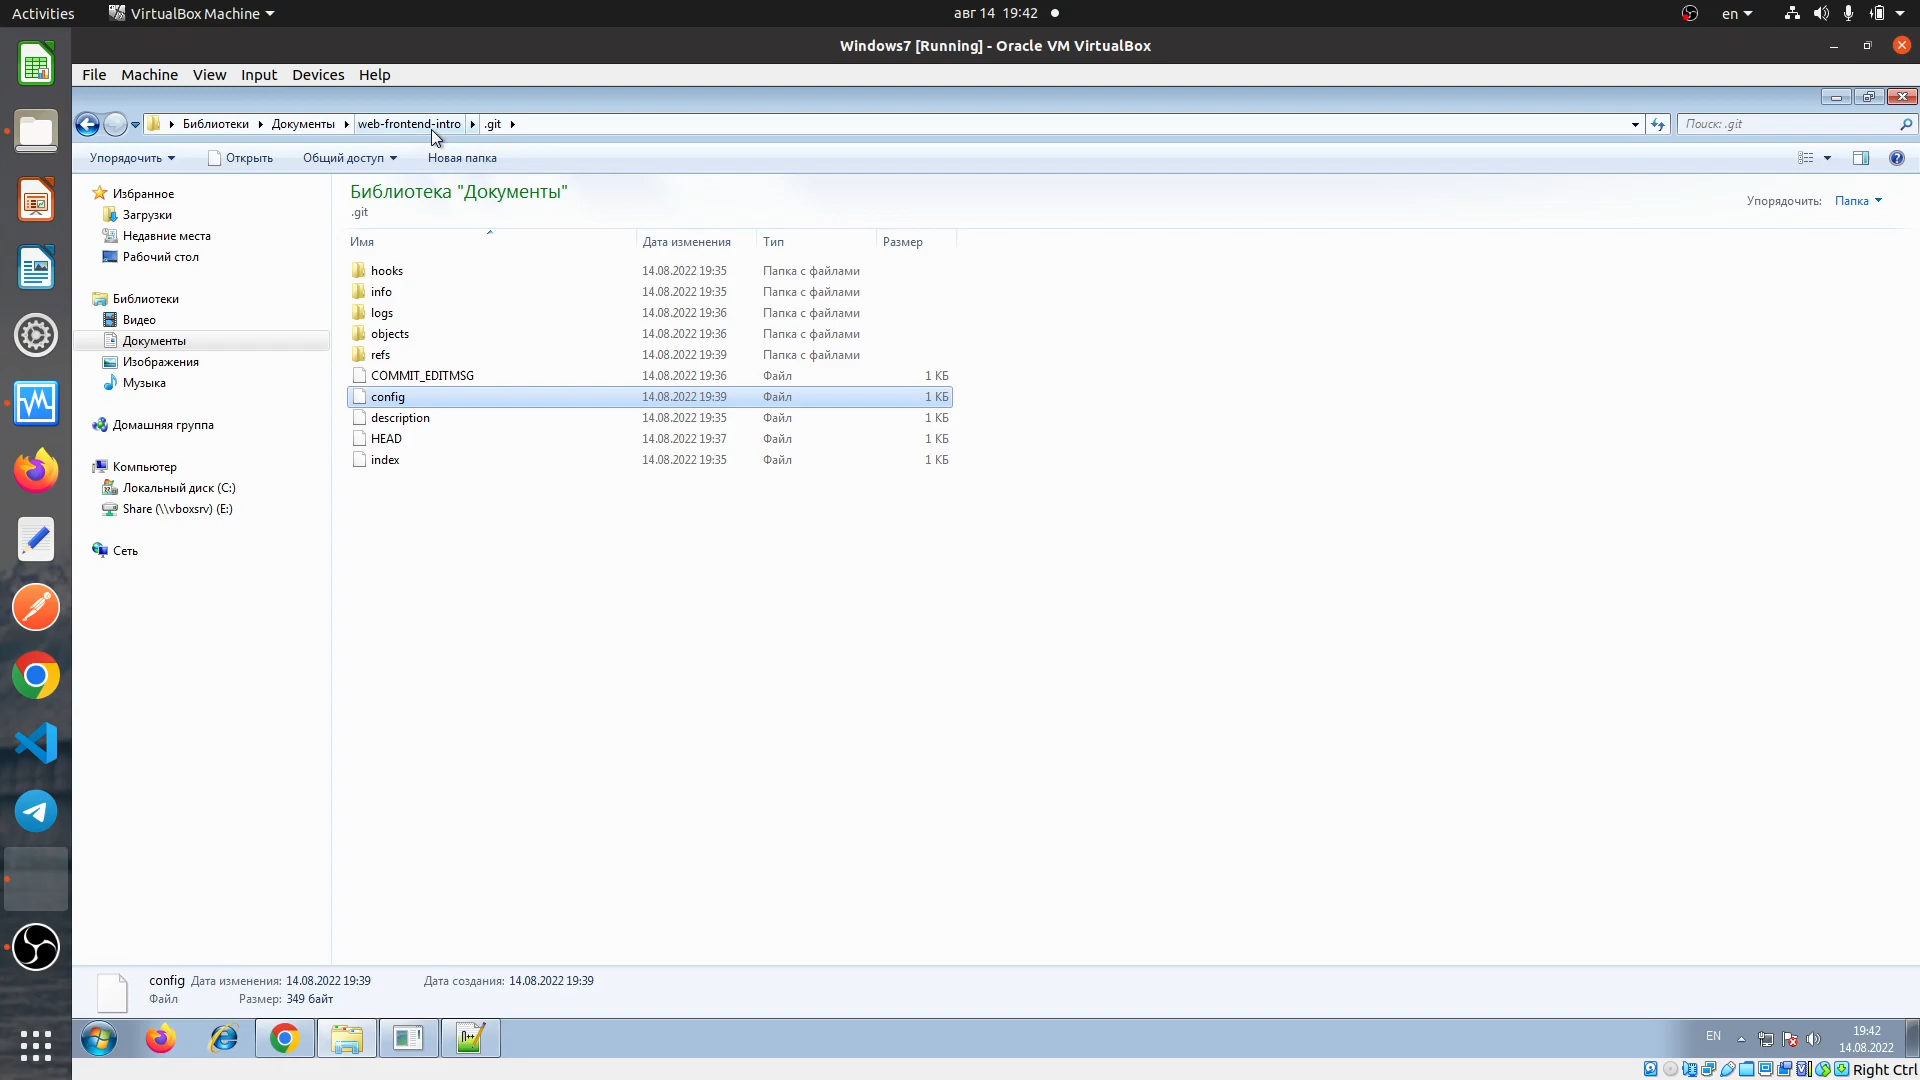 Activities
VirtualBox Machine
авг 14 19:42
en
Windows7 [Running] - Oracle VM VirtualBox
File Machine View Input Devices Help
Библиотеки Документы web-frontend-intro .git
Поиск: .git
Упорядочить Открыть Общий доступ Новая папка
Библиотека "Документы"
.git
Упорядочить: Папка
Имя Дата изменения Тип Размер
hooks 14.08.2022 19:35 Папка с файлами
info 14.08.2022 19:35 Папка с файлами
logs 14.08.2022 19:36 Папка с файлами
objects 14.08.2022 19:36 Папка с файлами
refs 14.08.2022 19:39 Папка с файлами
COMMIT_EDITMSG 14.08.2022 19:36 Файл 1 КБ
config 14.08.2022 19:39 Файл 1 КБ
description 14.08.2022 19:35 Файл 1 КБ
HEAD 14.08.2022 19:37 Файл 1 КБ
index 14.08.2022 19:35 Файл 1 КБ
Избранное
Загрузки
Недавние места
Рабочий стол
Библиотеки
Видео
Документы
Изображения
Музыка
Домашняя группа
Компьютер
Локальный диск (C:)
Share (\\vboxsrv) (E:)
Сеть
config Дата изменения: 14.08.2022 19:39 Дата создания: 14.08.2022 19:39
Файл Размер: 349 байт
EN
19:42
14.08.2022
Right Ctrl